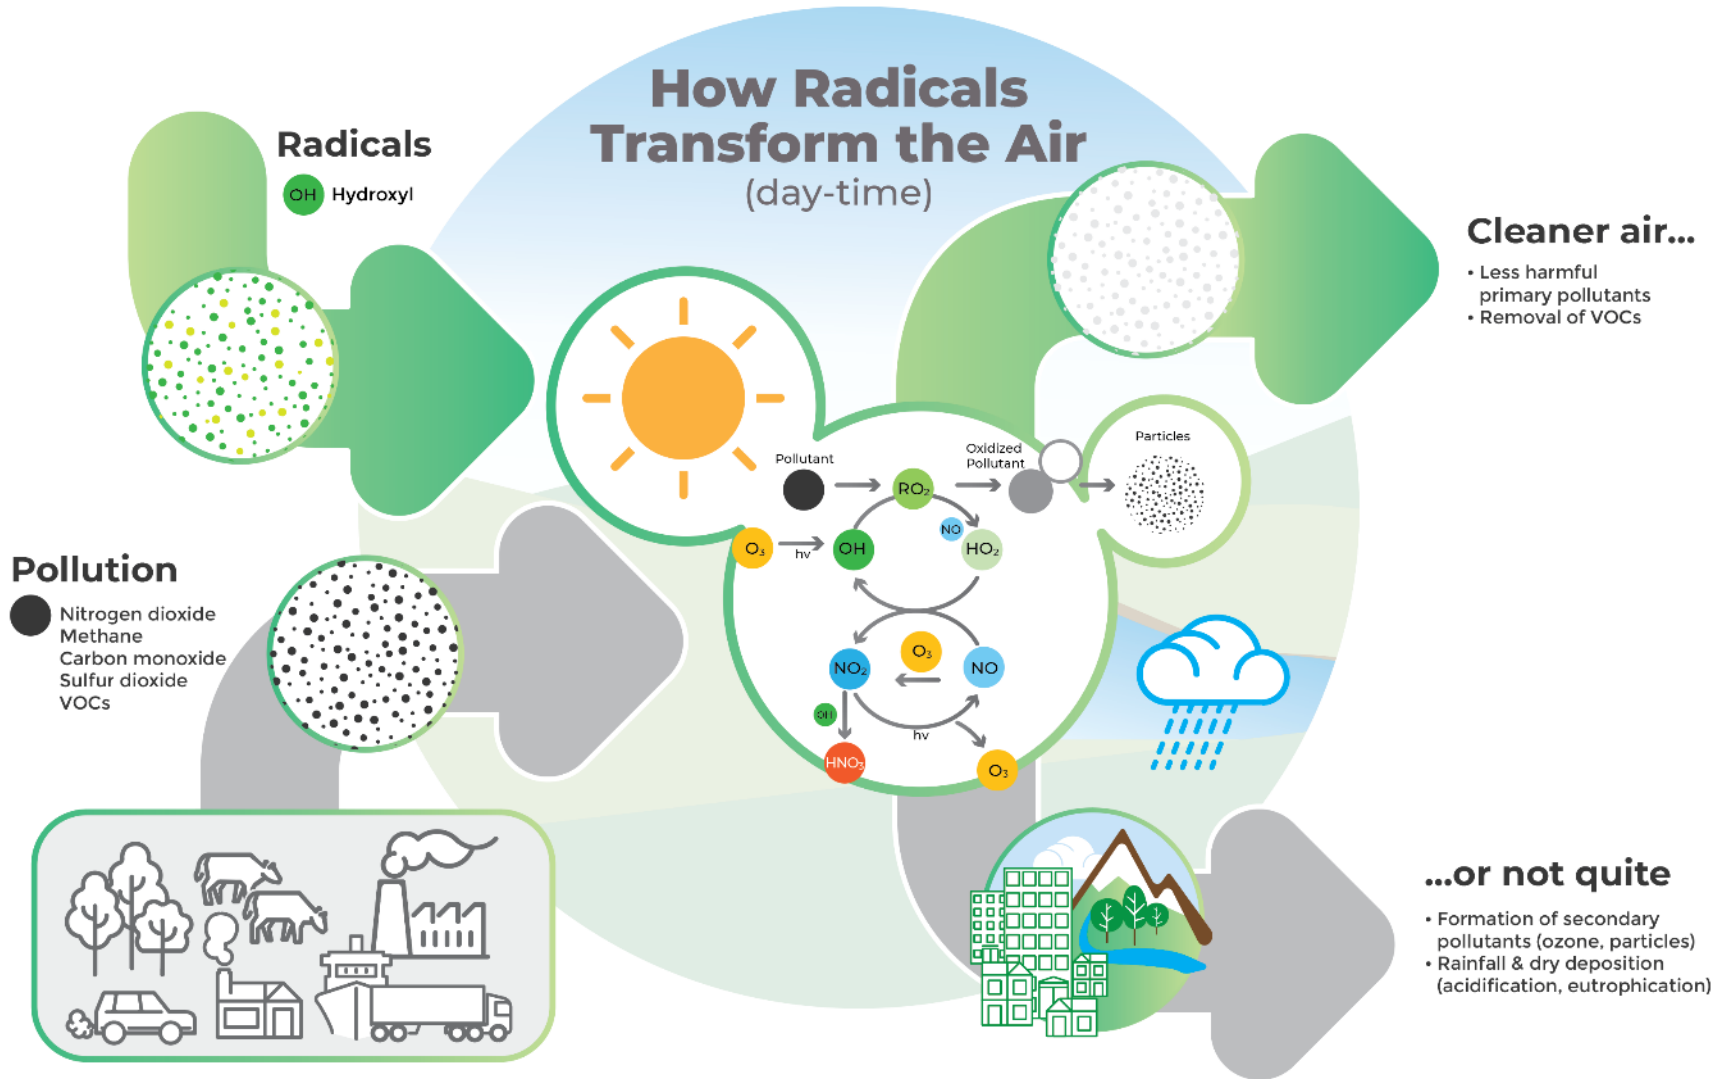 How Radicals
Transform the Air
(day-time)
Radicals
OH Hydroxyl
Pollution
Nitrogen dioxide
Methane
Carbon monoxide
Sulfur dioxide
VOCs
Pollutant
RO₂
Oxidized
Pollutant
Particles
O₃
hv
OH
NO
HO₂
NO₂
O₃
NO
OH
hv
HNO₃
O₃
Cleaner air...
• Less harmful
primary pollutants
• Removal of VOCs
...or not quite
• Formation of secondary
pollutants (ozone, particles)
• Rainfall & dry deposition
(acidification, eutrophication)